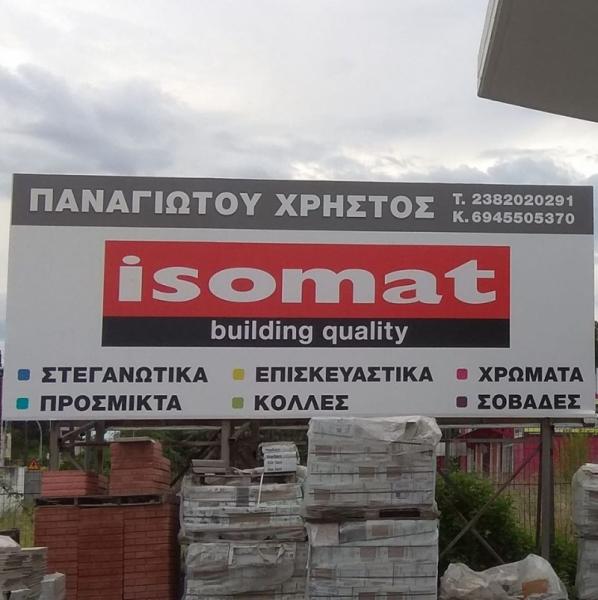 ΠΑΝΑΓΙΩΤΟΥ ΧΡΗΣΤΟΣ
Τ. 2382020291
Κ. 6945505370
isomat
building quality
ΣΤΕΓΑΝΩΤΙΚΑ ΕΠΙΣΚΕΥΑΣΤΙΚΑ ΧΡΩΜΑΤΑ
ΠΡΟΣΜΙΚΤΑ ΚΟΛΛΕΣ ΣΟΒΑΔΕΣ